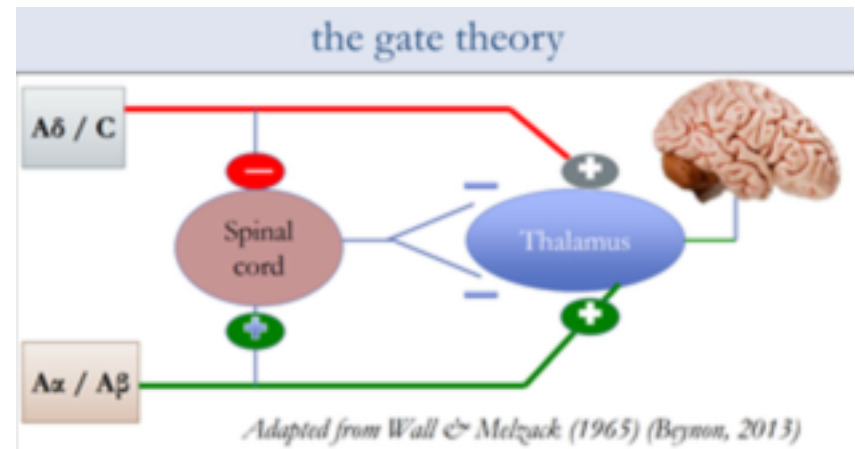 the gate theory
Aδ / C
−
+
Spinal
cord
−
Thalamus
−
+
+
Aα / Aβ
Adapted from Wall & Melzack (1965) (Beynon, 2013)